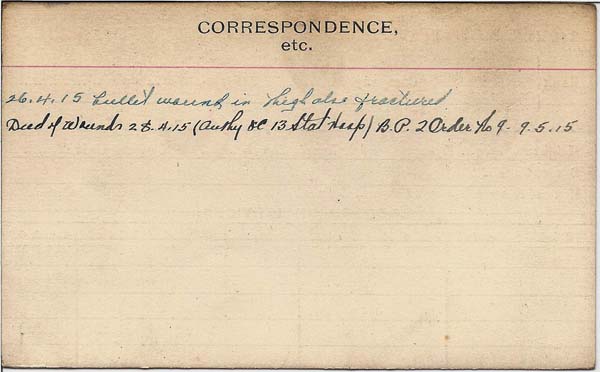 CORRESPONDENCE,
etc.
26.4.15 bullet wound in thigh also fractured
Died of Wounds 28.4.15 (Authy OC 13 Stat Hosp) B.P. 2 Order No 9. 9.5.15